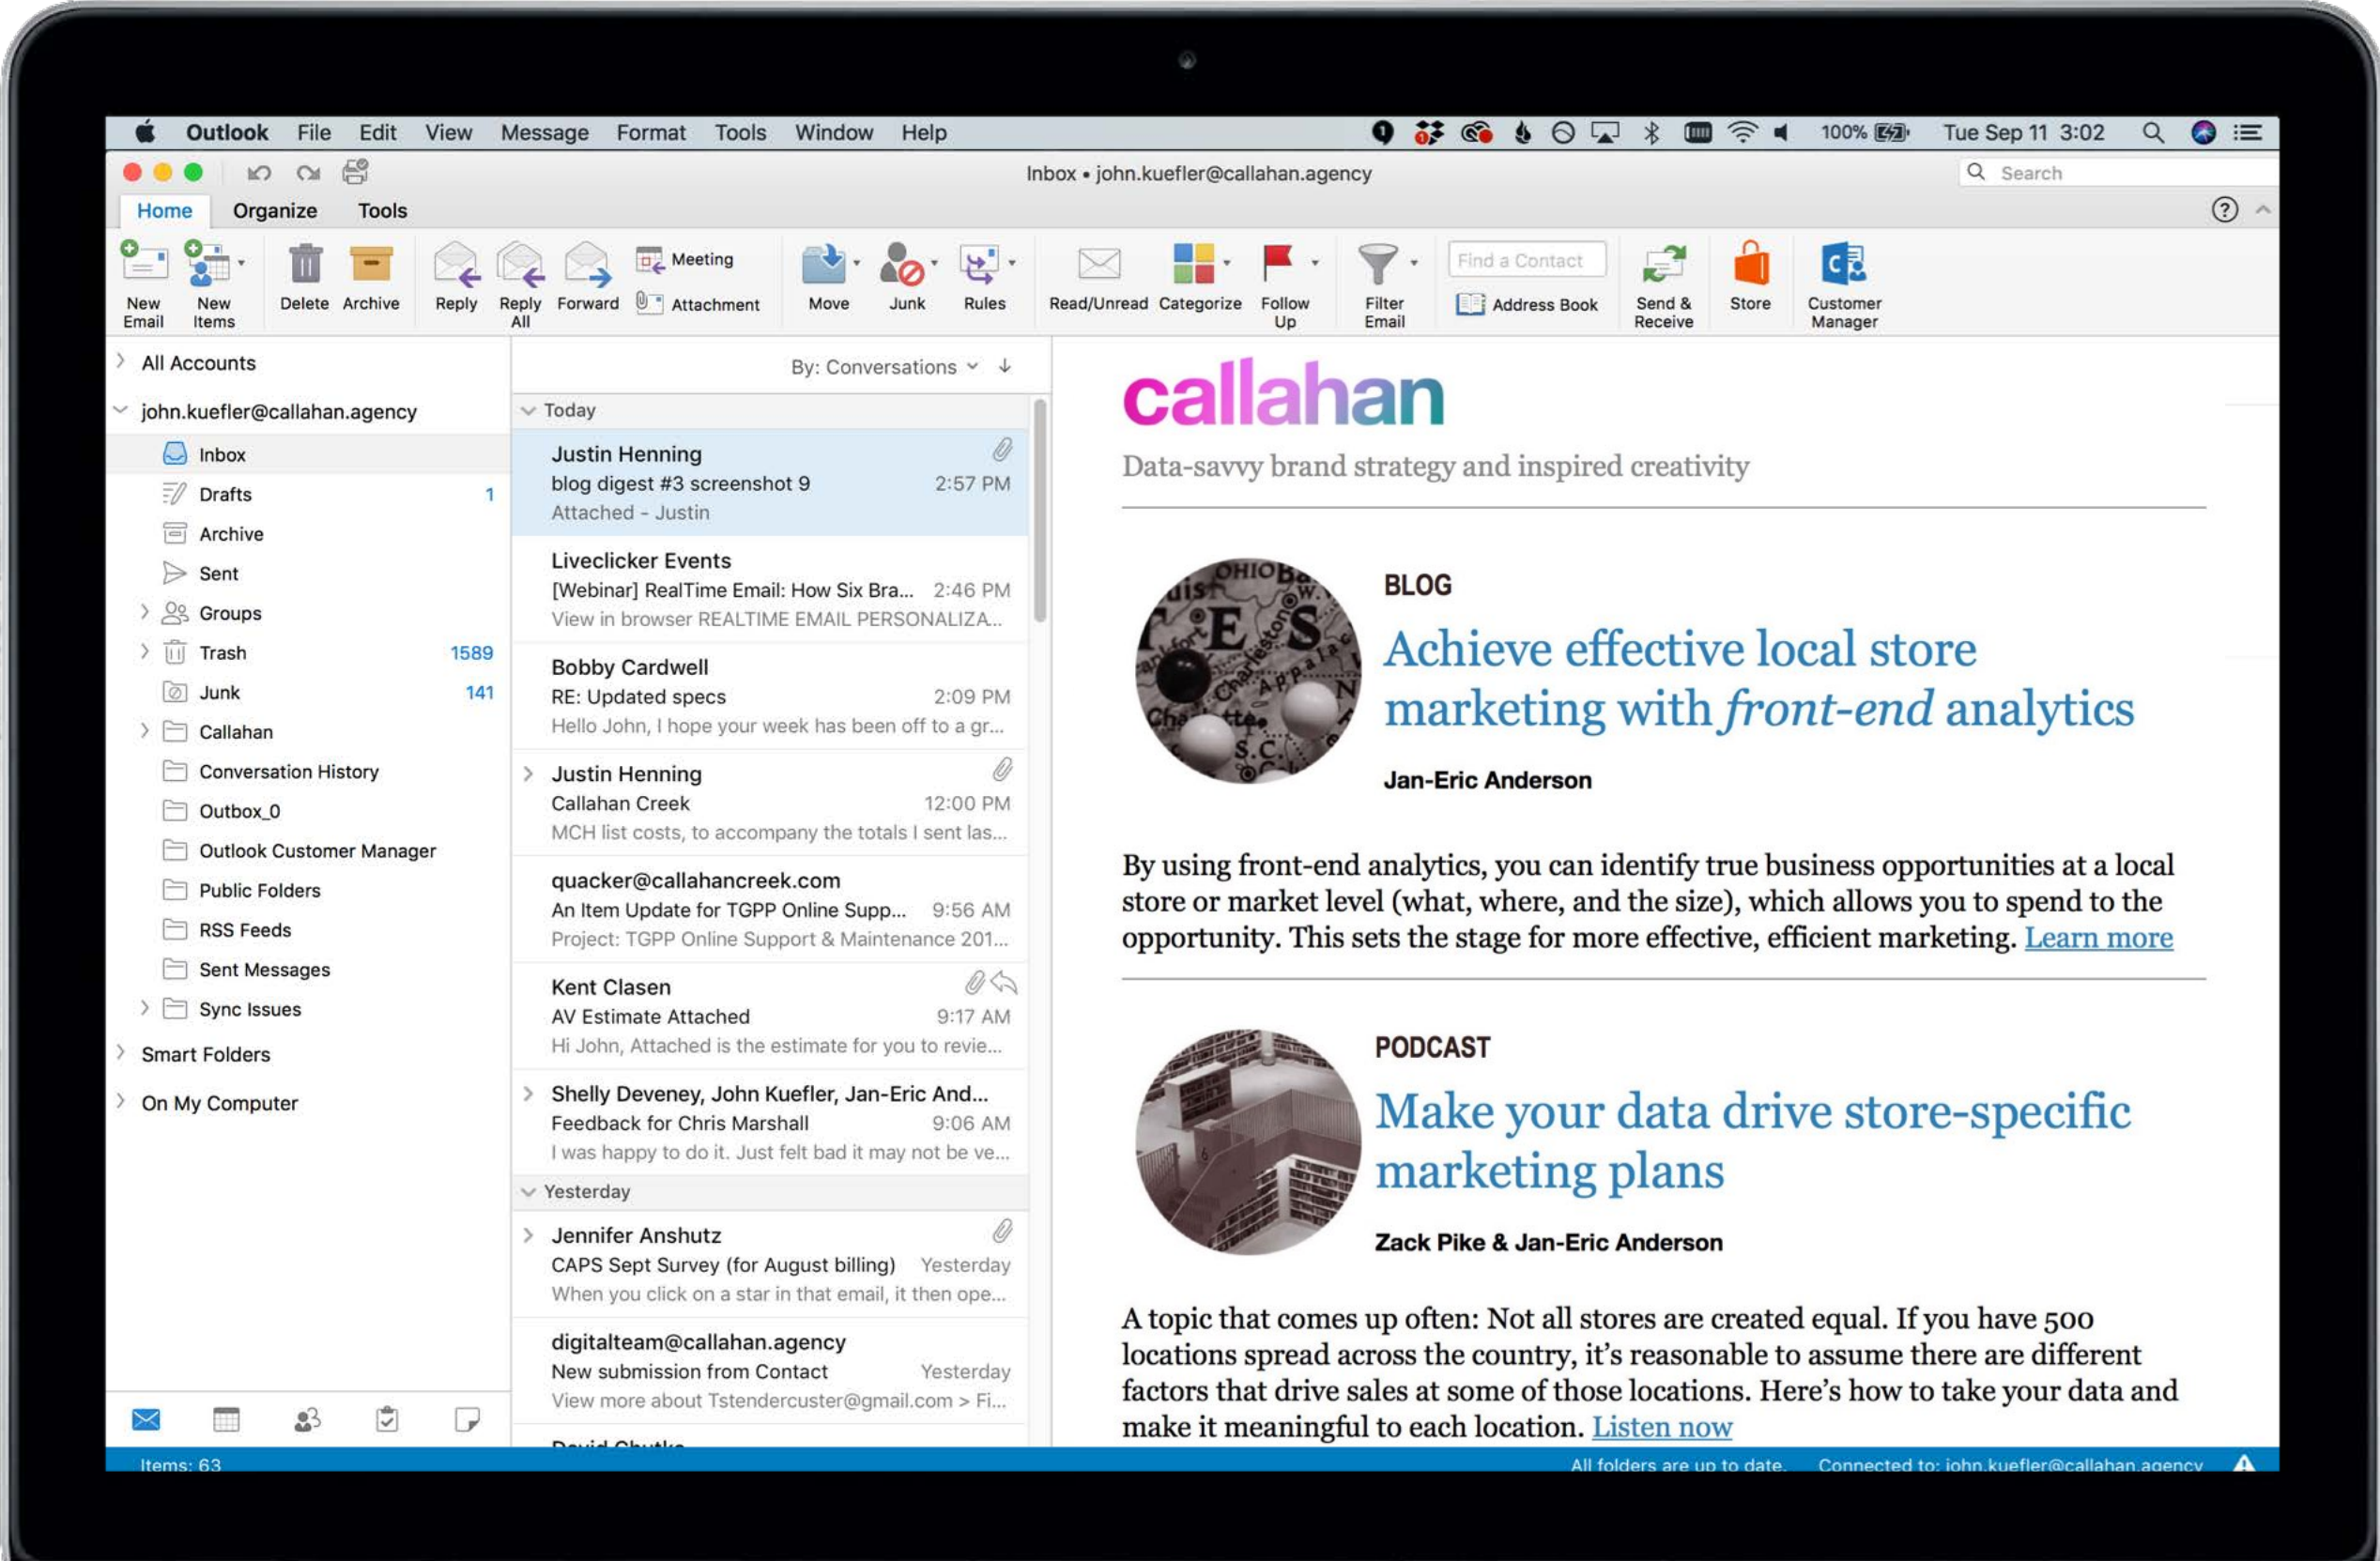 Outlook File Edit View Message Format Tools Window Help 100% Tue Sep 11 3:02
Inbox • john.kuefler@callahan.agency
Search
Home Organize Tools
New Email
New Items
Delete
Archive
Reply
Reply All
Forward
Meeting
Attachment
Move
Junk
Rules
Read/Unread
Categorize
Follow Up
Filter Email
Find a Contact
Address Book
Send & Receive
Store
Customer Manager
All Accounts
john.kuefler@callahan.agency
Inbox
Drafts 1
Archive
Sent
Groups
Trash 1589
Junk 141
Callahan
Conversation History
Outbox_0
Outlook Customer Manager
Public Folders
RSS Feeds
Sent Messages
Sync Issues
Smart Folders
On My Computer
By: Conversations
Today
Justin Henning
blog digest #3 screenshot 9 2:57 PM
Attached - Justin
Liveclicker Events
[Webinar] RealTime Email: How Six Bra... 2:46 PM
View in browser REALTIME EMAIL PERSONALIZA...
Bobby Cardwell
RE: Updated specs 2:09 PM
Hello John, I hope your week has been off to a gr...
Justin Henning
Callahan Creek 12:00 PM
MCH list costs, to accompany the totals I sent las...
quacker@callahancreek.com
An Item Update for TGPP Online Supp... 9:56 AM
Project: TGPP Online Support & Maintenance 201...
Kent Clasen
AV Estimate Attached 9:17 AM
Hi John, Attached is the estimate for you to revie...
Shelly Deveney, John Kuefler, Jan-Eric And...
Feedback for Chris Marshall 9:06 AM
I was happy to do it. Just felt bad it may not be ve...
Yesterday
Jennifer Anshutz
CAPS Sept Survey (for August billing) Yesterday
When you click on a star in that email, it then ope...
digitalteam@callahan.agency
New submission from Contact Yesterday
View more about Tstendercuster@gmail.com > Fi...
callahan
Data-savvy brand strategy and inspired creativity
BLOG
Achieve effective local store
marketing with front-end analytics
Jan-Eric Anderson
By using front-end analytics, you can identify true business opportunities at a local
store or market level (what, where, and the size), which allows you to spend to the
opportunity. This sets the stage for more effective, efficient marketing. Learn more
PODCAST
Make your data drive store-specific
marketing plans
Zack Pike & Jan-Eric Anderson
A topic that comes up often: Not all stores are created equal. If you have 500
locations spread across the country, it's reasonable to assume there are different
factors that drive sales at some of those locations. Here's how to take your data and
make it meaningful to each location. Listen now
Items: 63
All folders are up to date. Connected to: john.kuefler@callahan.agency